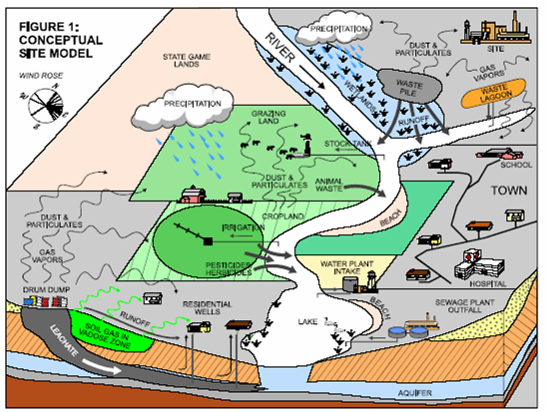 FIGURE 1:
CONCEPTUAL
SITE MODEL
WIND ROSE
N
W
E
S
STATE GAME
LANDS
RIVER
PRECIPITATION
DUST &
PARTICULATES
SITE
GAS
VAPORS
WASTE
PILE
WASTE
LAGOON
WETLANDS
RUNOFF
PRECIPITATION
GRAZING
LAND
STOCK TANK
SCHOOL
DUST &
PARTICULATES
ANIMAL
WASTE
TOWN
DUST &
PARTICULATES
CROPLAND
BEACH
IRRIGATION
GAS
VAPORS
PESTICIDES
HERBICIDES
WATER PLANT
INTAKE
HOSPITAL
DRUM DUMP
RUNOFF
RESIDENTIAL
WELLS
BEACH
SEWAGE PLANT
OUTFALL
SOIL GAS IN
VADOSE ZONE
LAKE
LEACHATE
AQUIFER